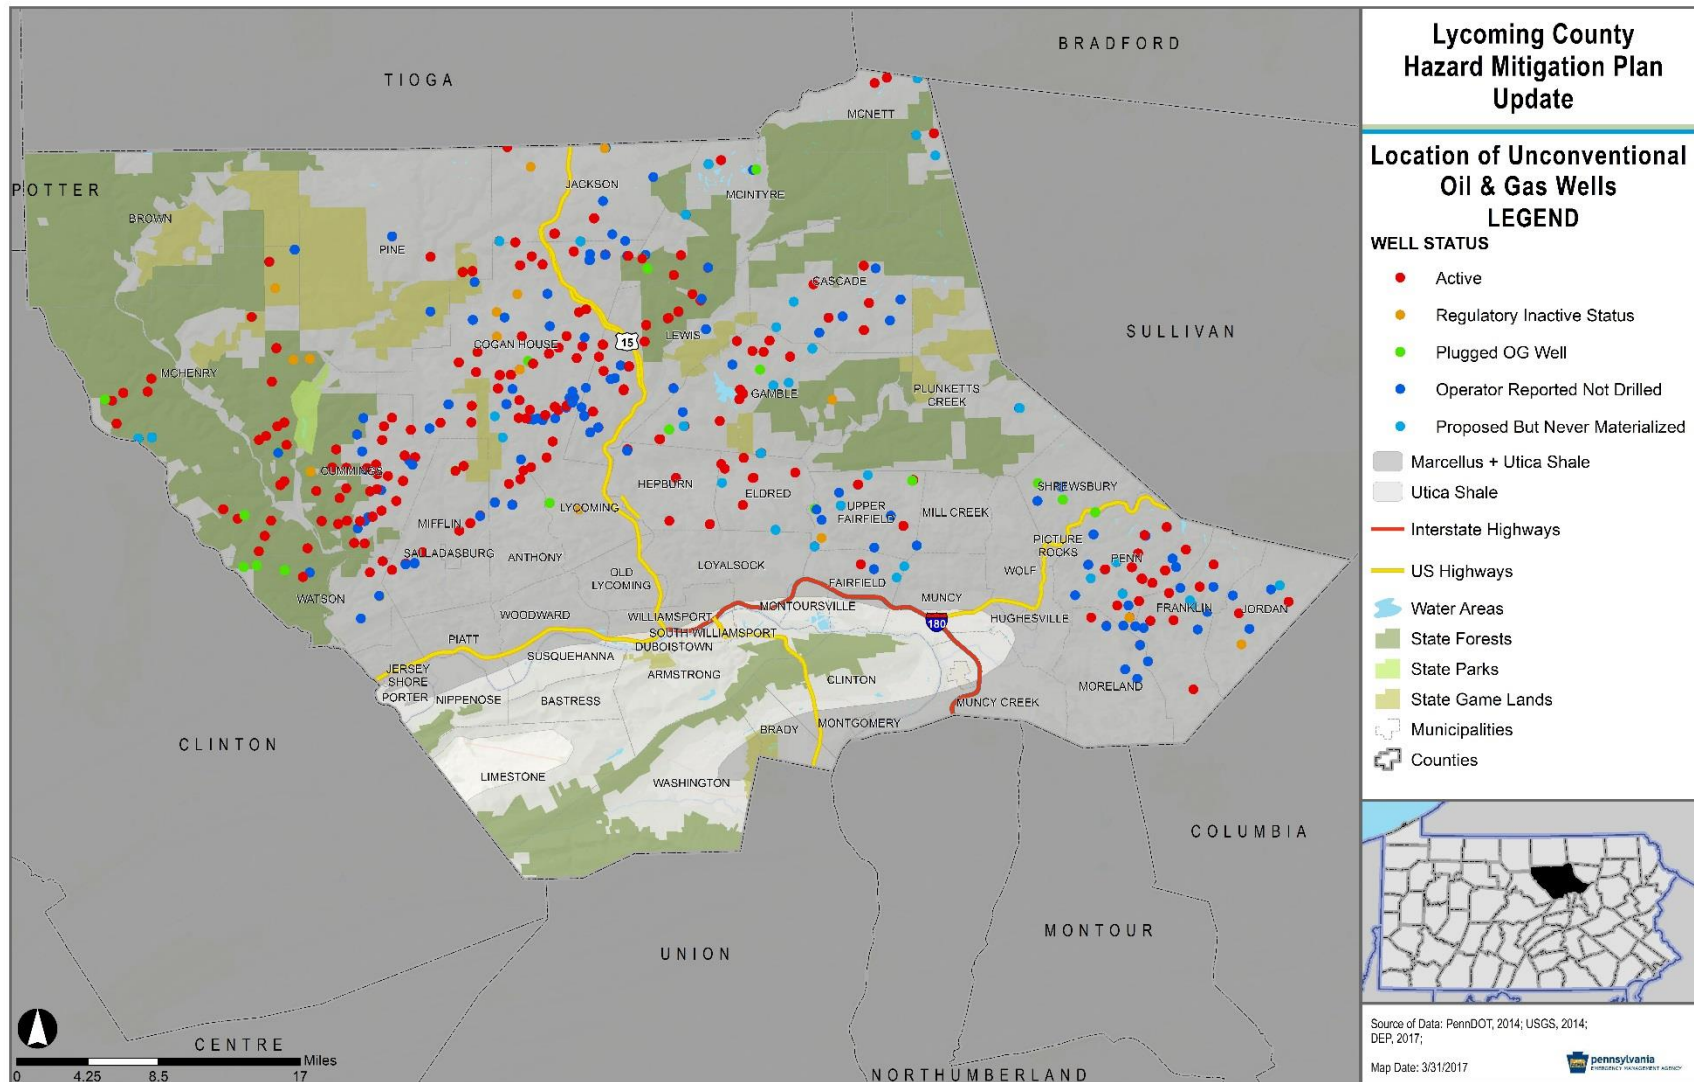 BRADFORD
TIOGA
MCNETT
POTTER
JACKSON
MCINTYRE
BROWN
PINE
CASCADE
SULLIVAN
15
LEWIS
COGAN HOUSE
MCHENRY
GAMBLE
PLUNKETTS
CREEK
CUMMINGS
HEPBURN
ELDRED
SHREWSBURY
LYCOMING
UPPER
FAIRFIELD
MILL CREEK
MIFFLIN
PICTURE
ROCKS
SALLADASBURG
ANTHONY
PENN
LOYALSOCK
WOLF
OLD
LYCOMING
FAIRFIELD
WATSON
MUNCY
MONTOURSVILLE
FRANKLIN
JORDAN
WOODWARD
WILLIAMSPORT
HUGHESVILLE
180
PIATT
SOUTH WILLIAMSPORT
DUBOISTOWN
SUSQUEHANNA
JERSEY
SHORE
PORTER
ARMSTRONG
CLINTON
MORELAND
NIPPENOSE
BASTRESS
MUNCY CREEK
MONTGOMERY
BRADY
CLINTON
LIMESTONE
WASHINGTON
COLUMBIA
MONTOUR
UNION
CENTRE
NORTHUMBERLAND
Miles
0 4.25 8.5 17
Lycoming County
Hazard Mitigation Plan
Update
Location of Unconventional
Oil & Gas Wells
LEGEND
WELL STATUS
Active
Regulatory Inactive Status
Plugged OG Well
Operator Reported Not Drilled
Proposed But Never Materialized
Marcellus + Utica Shale
Utica Shale
Interstate Highways
US Highways
Water Areas
State Forests
State Parks
State Game Lands
Municipalities
Counties
Source of Data: PennDOT, 2014; USGS, 2014;
DEP, 2017;
Map Date: 3/31/2017
pennsylvania
EMERGENCY MANAGEMENT AGENCY